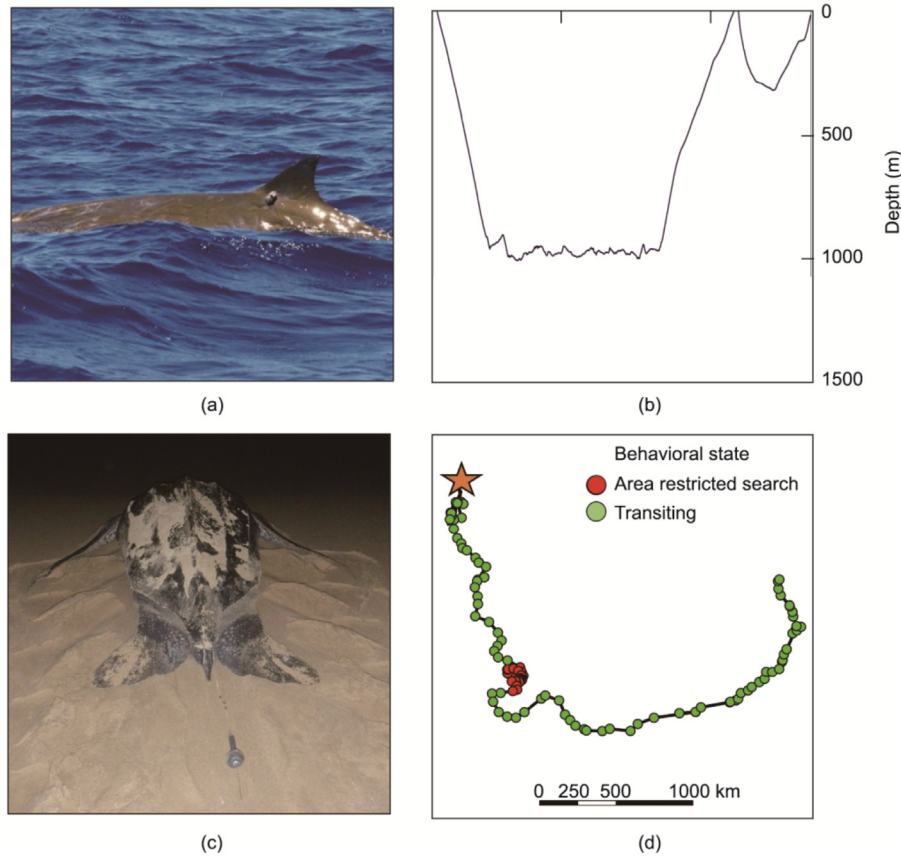 0
500
1000
1500
Depth (m)
(a)
(b)
Behavioral state
Area restricted search
Transiting
0 250 500 1000 km
(c)
(d)